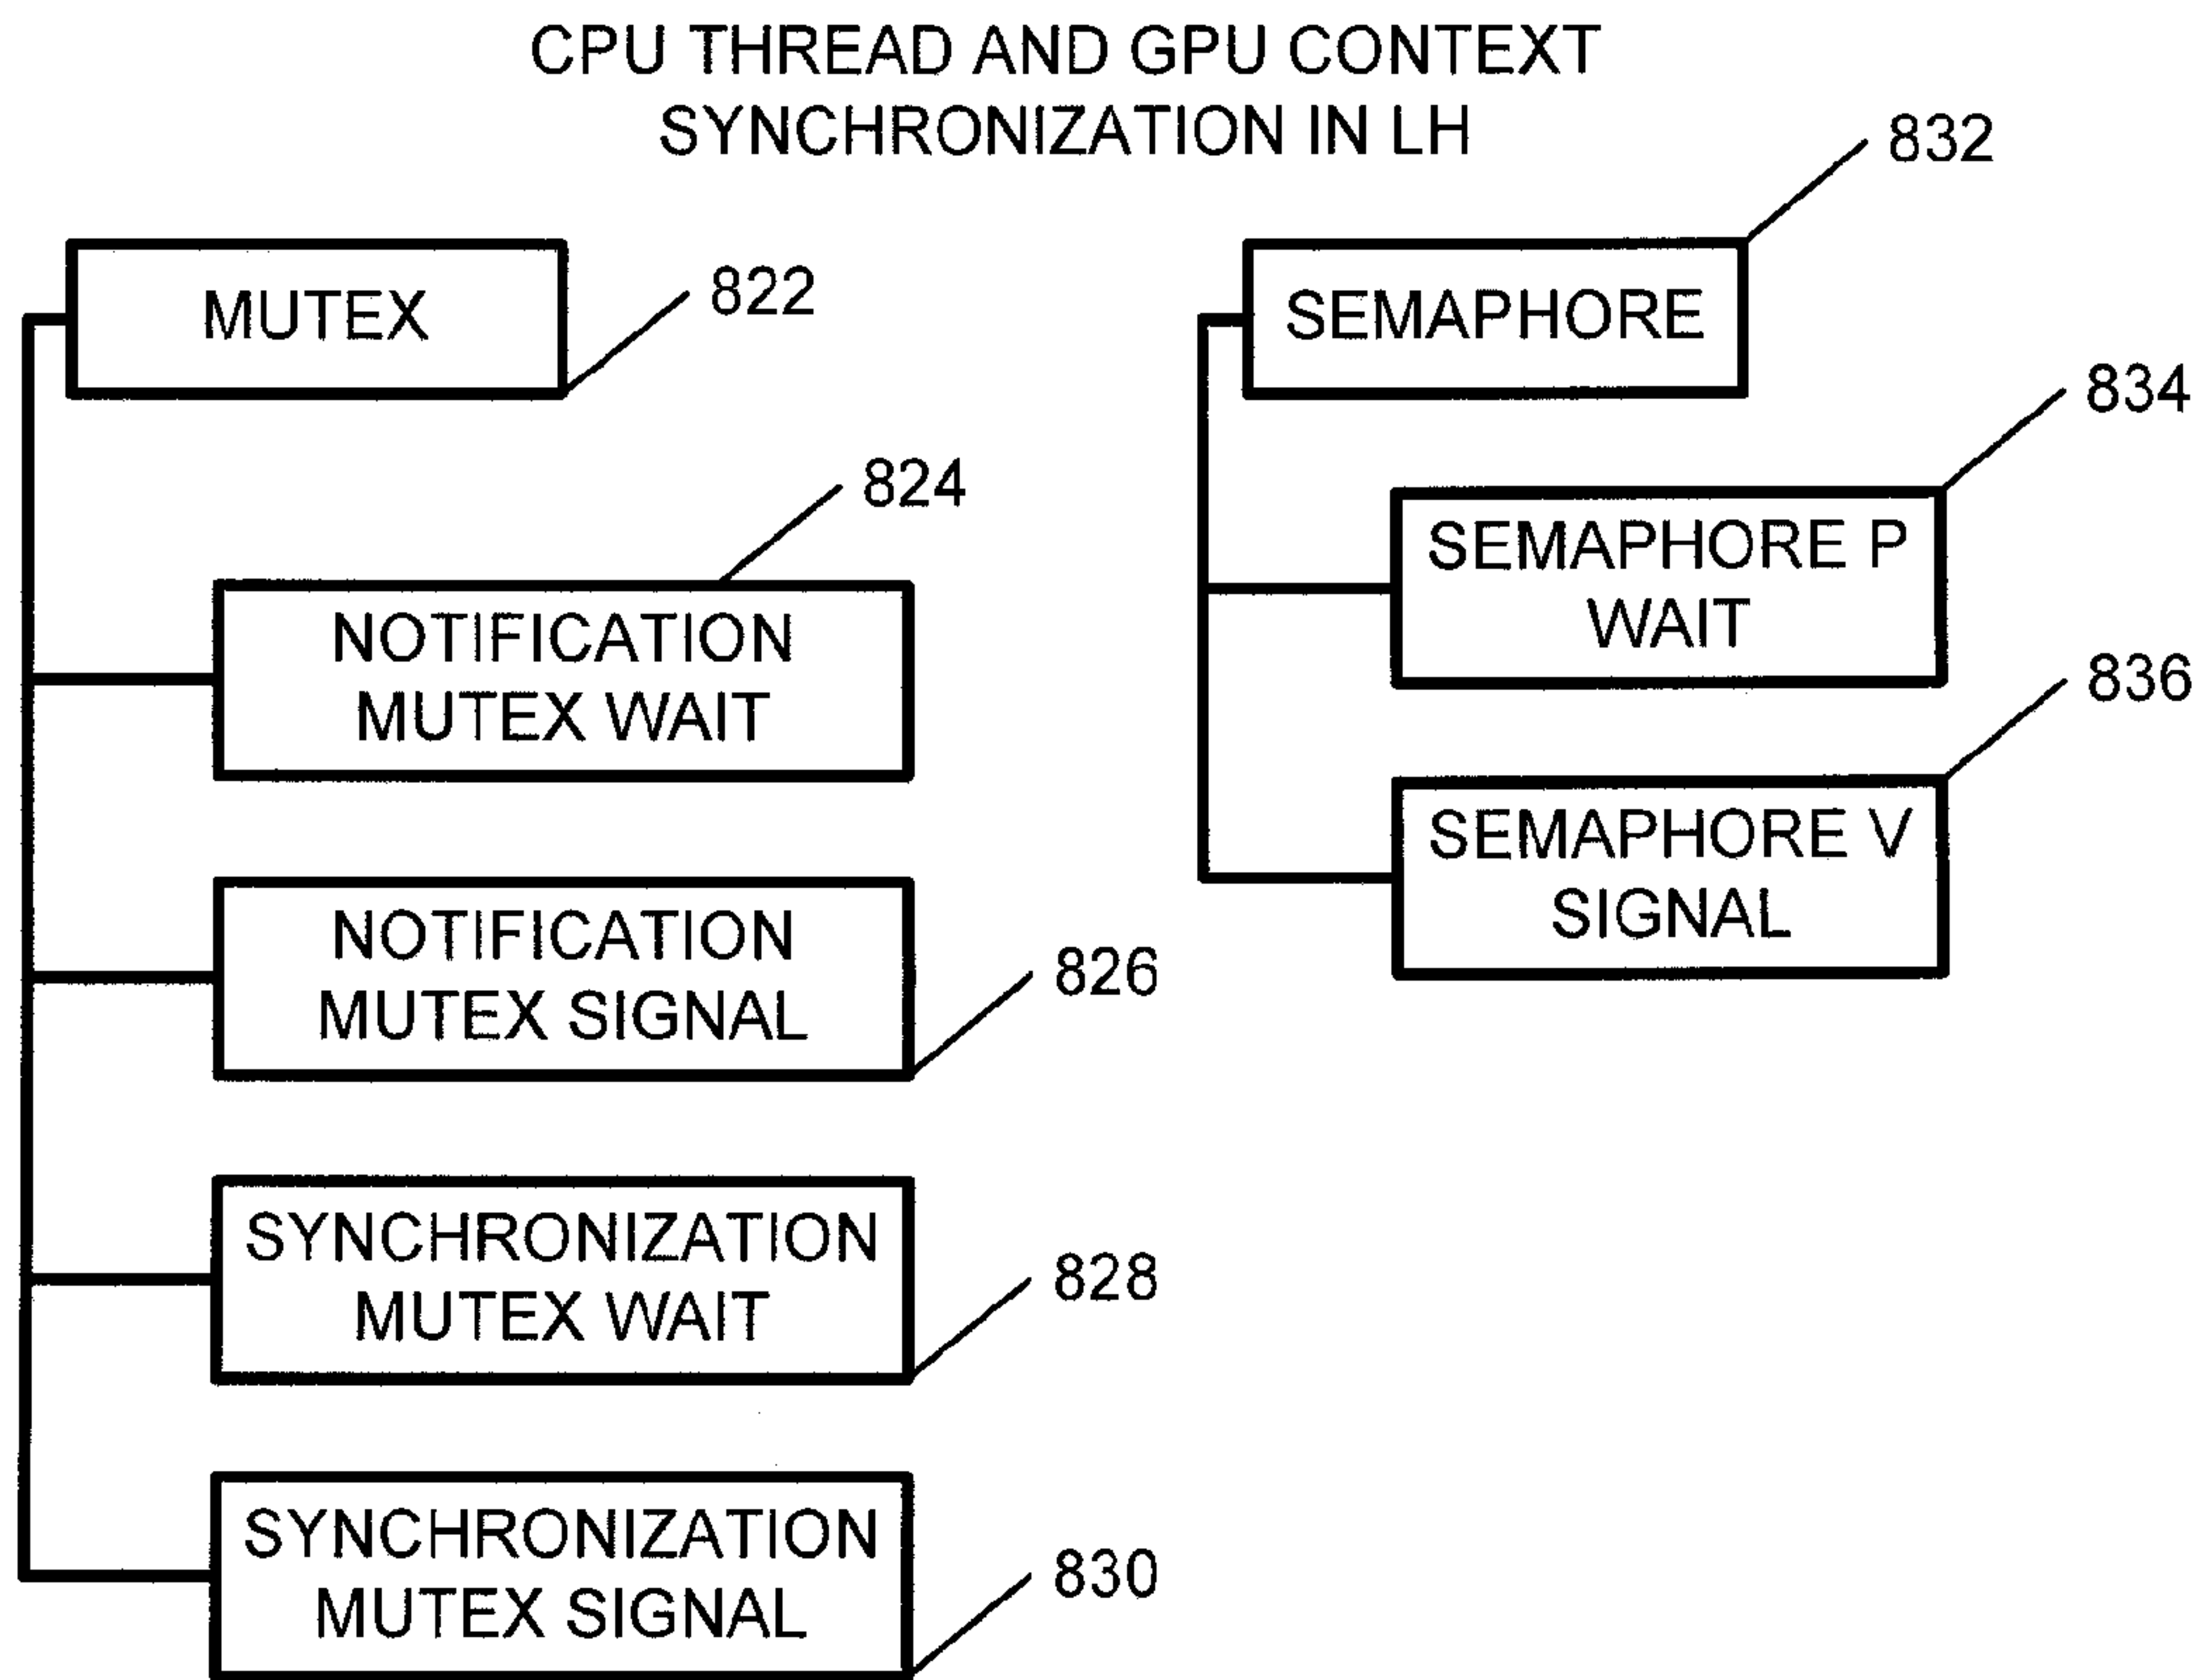 CPU THREAD AND GPU CONTEXT
SYNCHRONIZATION IN LH
MUTEX
822
NOTIFICATION
MUTEX WAIT
824
NOTIFICATION
MUTEX SIGNAL
826
SYNCHRONIZATION
MUTEX WAIT
828
SYNCHRONIZATION
MUTEX SIGNAL
830
SEMAPHORE
832
SEMAPHORE P
WAIT
834
SEMAPHORE V
SIGNAL
836